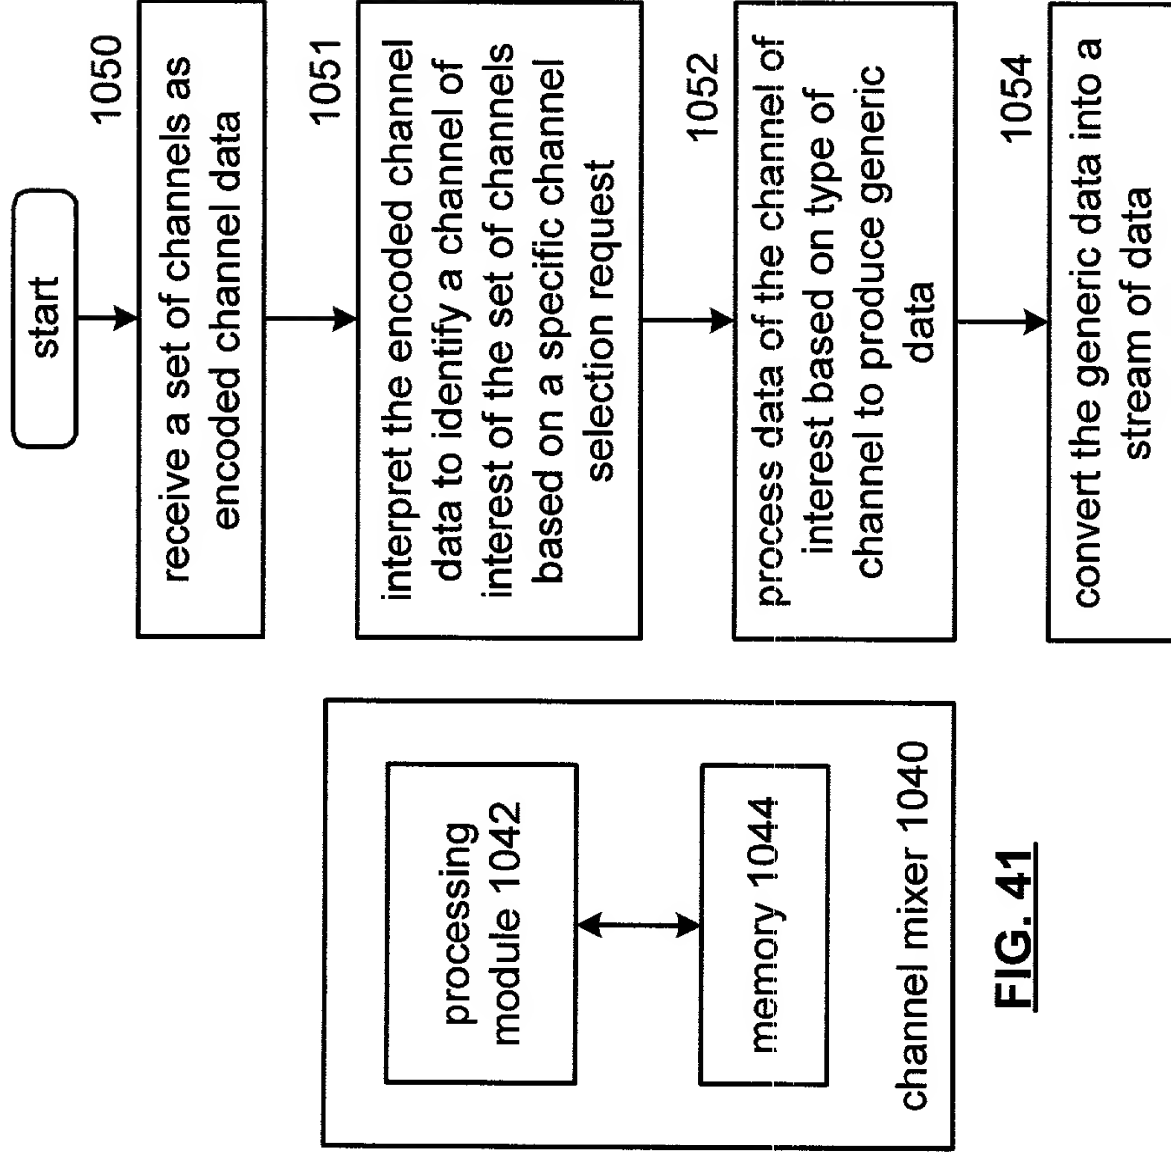 start
1050
receive a set of channels as
encoded channel data
1051
interpret the encoded channel
data to identify a channel of
interest of the set of channels
based on a specific channel
selection request
1052
process data of the channel of
interest based on type of
channel to produce generic
data
1054
convert the generic data into a
stream of data
processing
module 1042
memory 1044
channel mixer 1040
FIG. 41